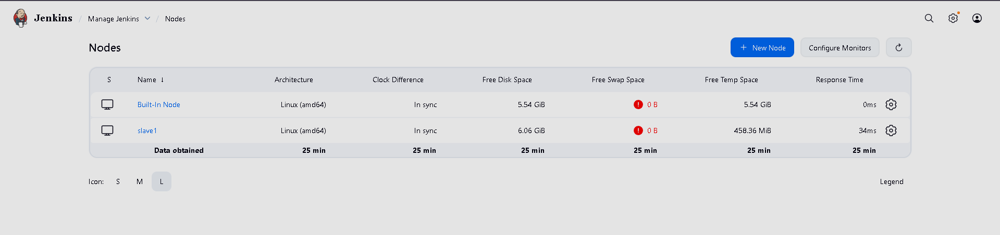 Jenkins / Manage Jenkins / Nodes
Nodes
+ New Node
Configure Monitors
S Name ↓ Architecture Clock Difference Free Disk Space Free Swap Space Free Temp Space Response Time
Built-In Node Linux (amd64) In sync 5.54 GiB 0 B 5.54 GiB 0ms
slave1 Linux (amd64) In sync 6.06 GiB 0 B 458.36 MiB 34ms
Data obtained 25 min 25 min 25 min 25 min 25 min 25 min
Icon: S M L
Legend